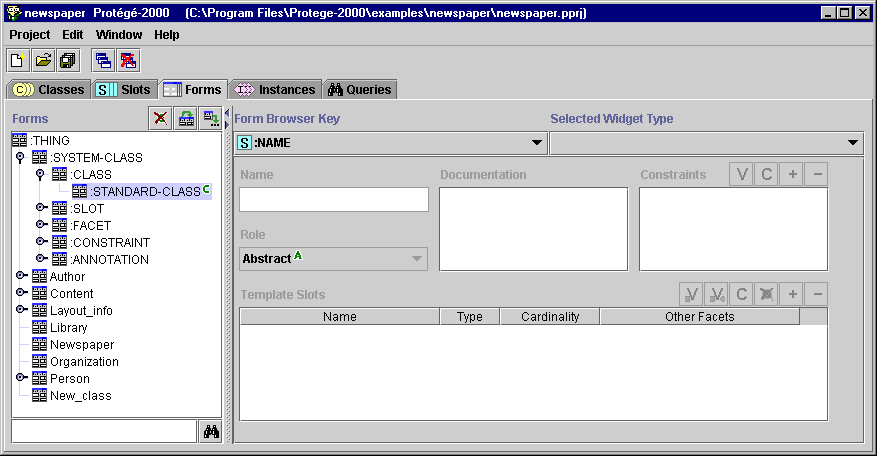 newspaper Protégé-2000 (C:\Program Files\Protege-2000\examples\newspaper\newspaper.pprj)
Project Edit Window Help
C Classes S Slots Forms Instances Queries
Forms
:THING
:SYSTEM-CLASS
:CLASS
:STANDARD-CLASS C
:SLOT
:FACET
:CONSTRAINT
:ANNOTATION
Author
Content
Layout_info
Library
Newspaper
Organization
Person
New_class
Form Browser Key Selected Widget Type
S :NAME
Name Documentation Constraints V C + −
Role
Abstract A
Template Slots V V C + −
Name Type Cardinality Other Facets